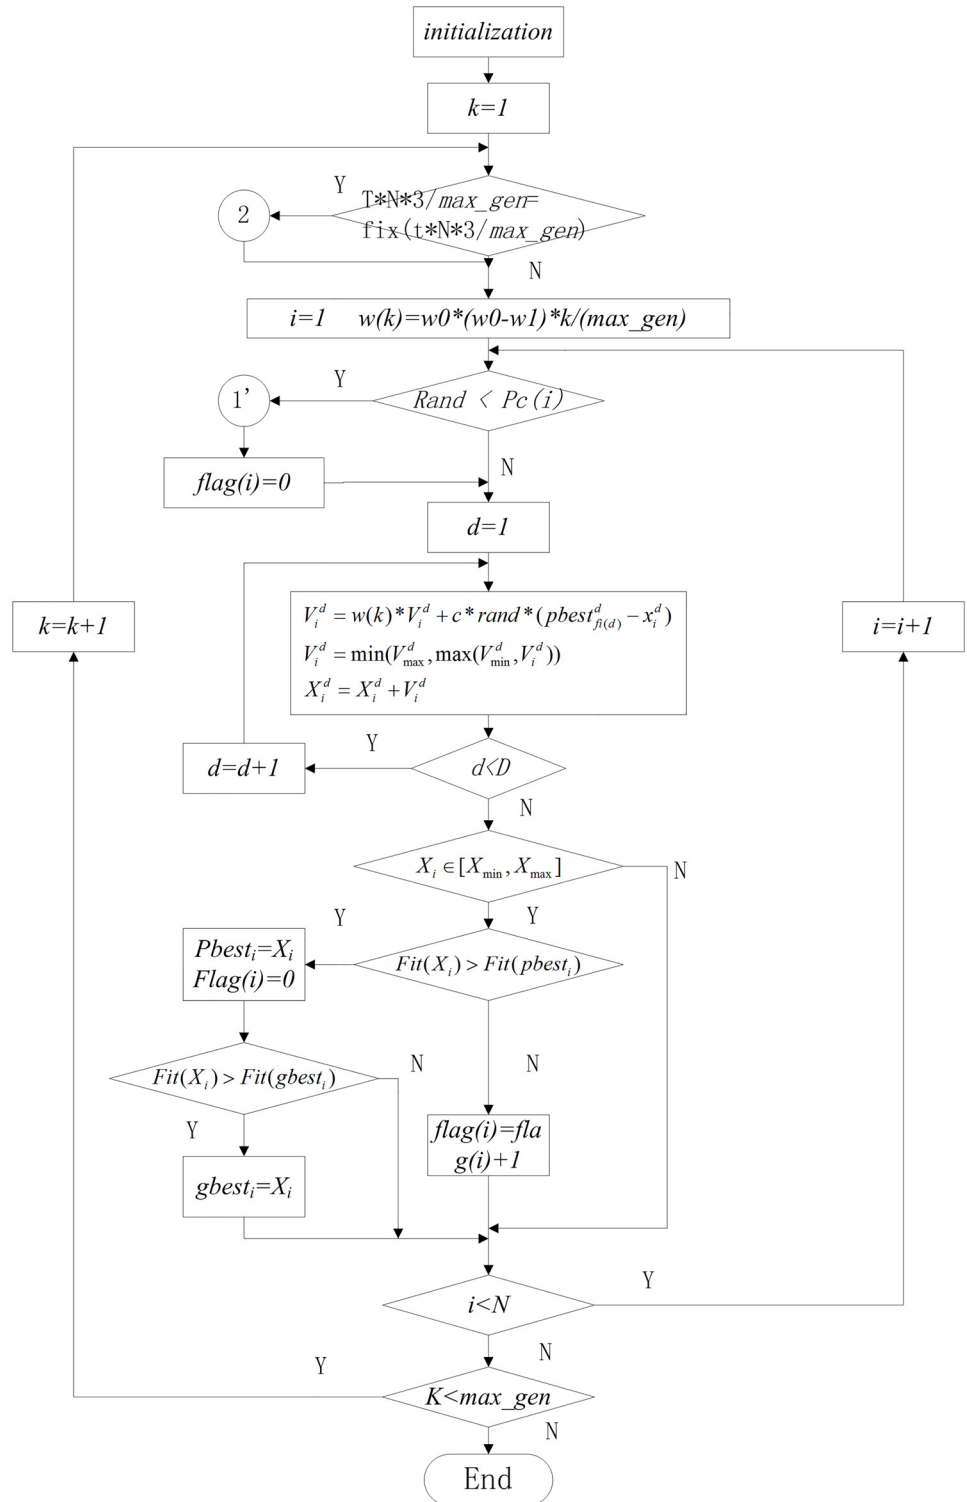 initialization
k=1
Y
T*N*3/max_gen=
fix(t*N*3/max_gen)
2
N
i=1 w(k)=w0*(w0-w1)*k/(max_gen)
Y
Rand < Pc(i)
1'
N
flag(i)=0
d=1
V_i^d = w(k)*V_i^d + c*rand*(pbest_{fi(d)}^d − x_i^d)
V_i^d = min(V_max^d, max(V_min^d, V_i^d))
X_i^d = X_i^d + V_i^d
k=k+1
i=i+1
Y
d=d+1
d<D
N
X_i ∈ [X_min, X_max]
N
Y
Y
Pbest_i=X_i
Flag(i)=0
Fit(X_i) > Fit(pbest_i)
N
N
Fit(X_i) > Fit(gbest_i)
Y
flag(i)=fla
g(i)+1
gbest_i=X_i
Y
i<N
N
Y
K<max_gen
N
End